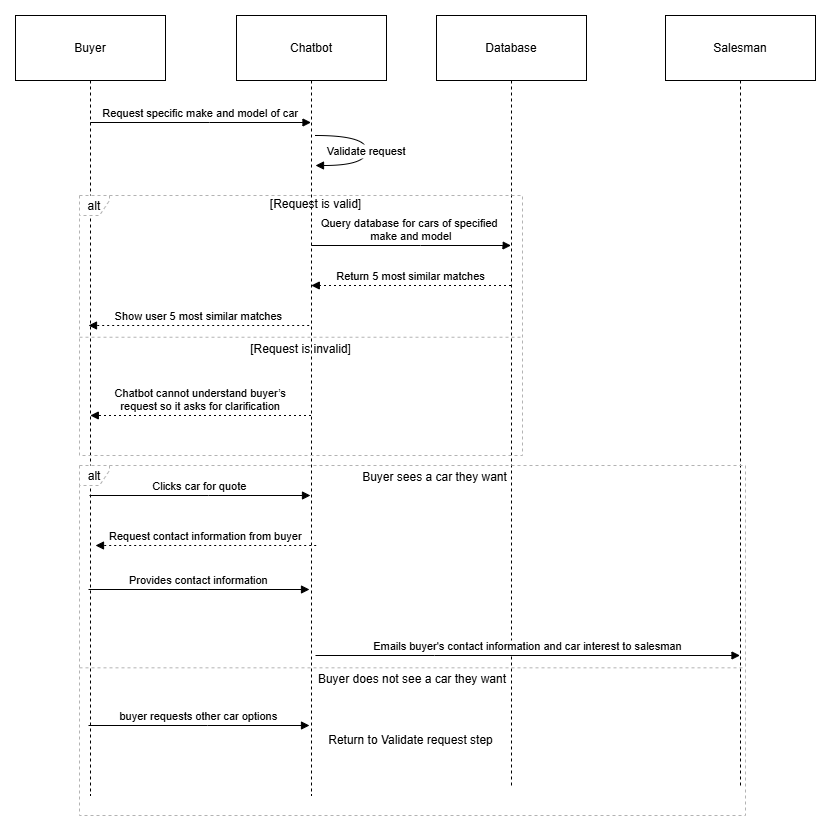 Buyer
Chatbot
Database
Salesman
Request specific make and model of car
Validate request
alt
[Request is valid]
Query database for cars of specified
make and model
Return 5 most similar matches
Show user 5 most similar matches
[Request is invalid]
Chatbot cannot understand buyer's
request so it asks for clarification
alt
Buyer sees a car they want
Clicks car for quote
Request contact information from buyer
Provides contact information
Emails buyer's contact information and car interest to salesman
Buyer does not see a car they want
buyer requests other car options
Return to Validate request step